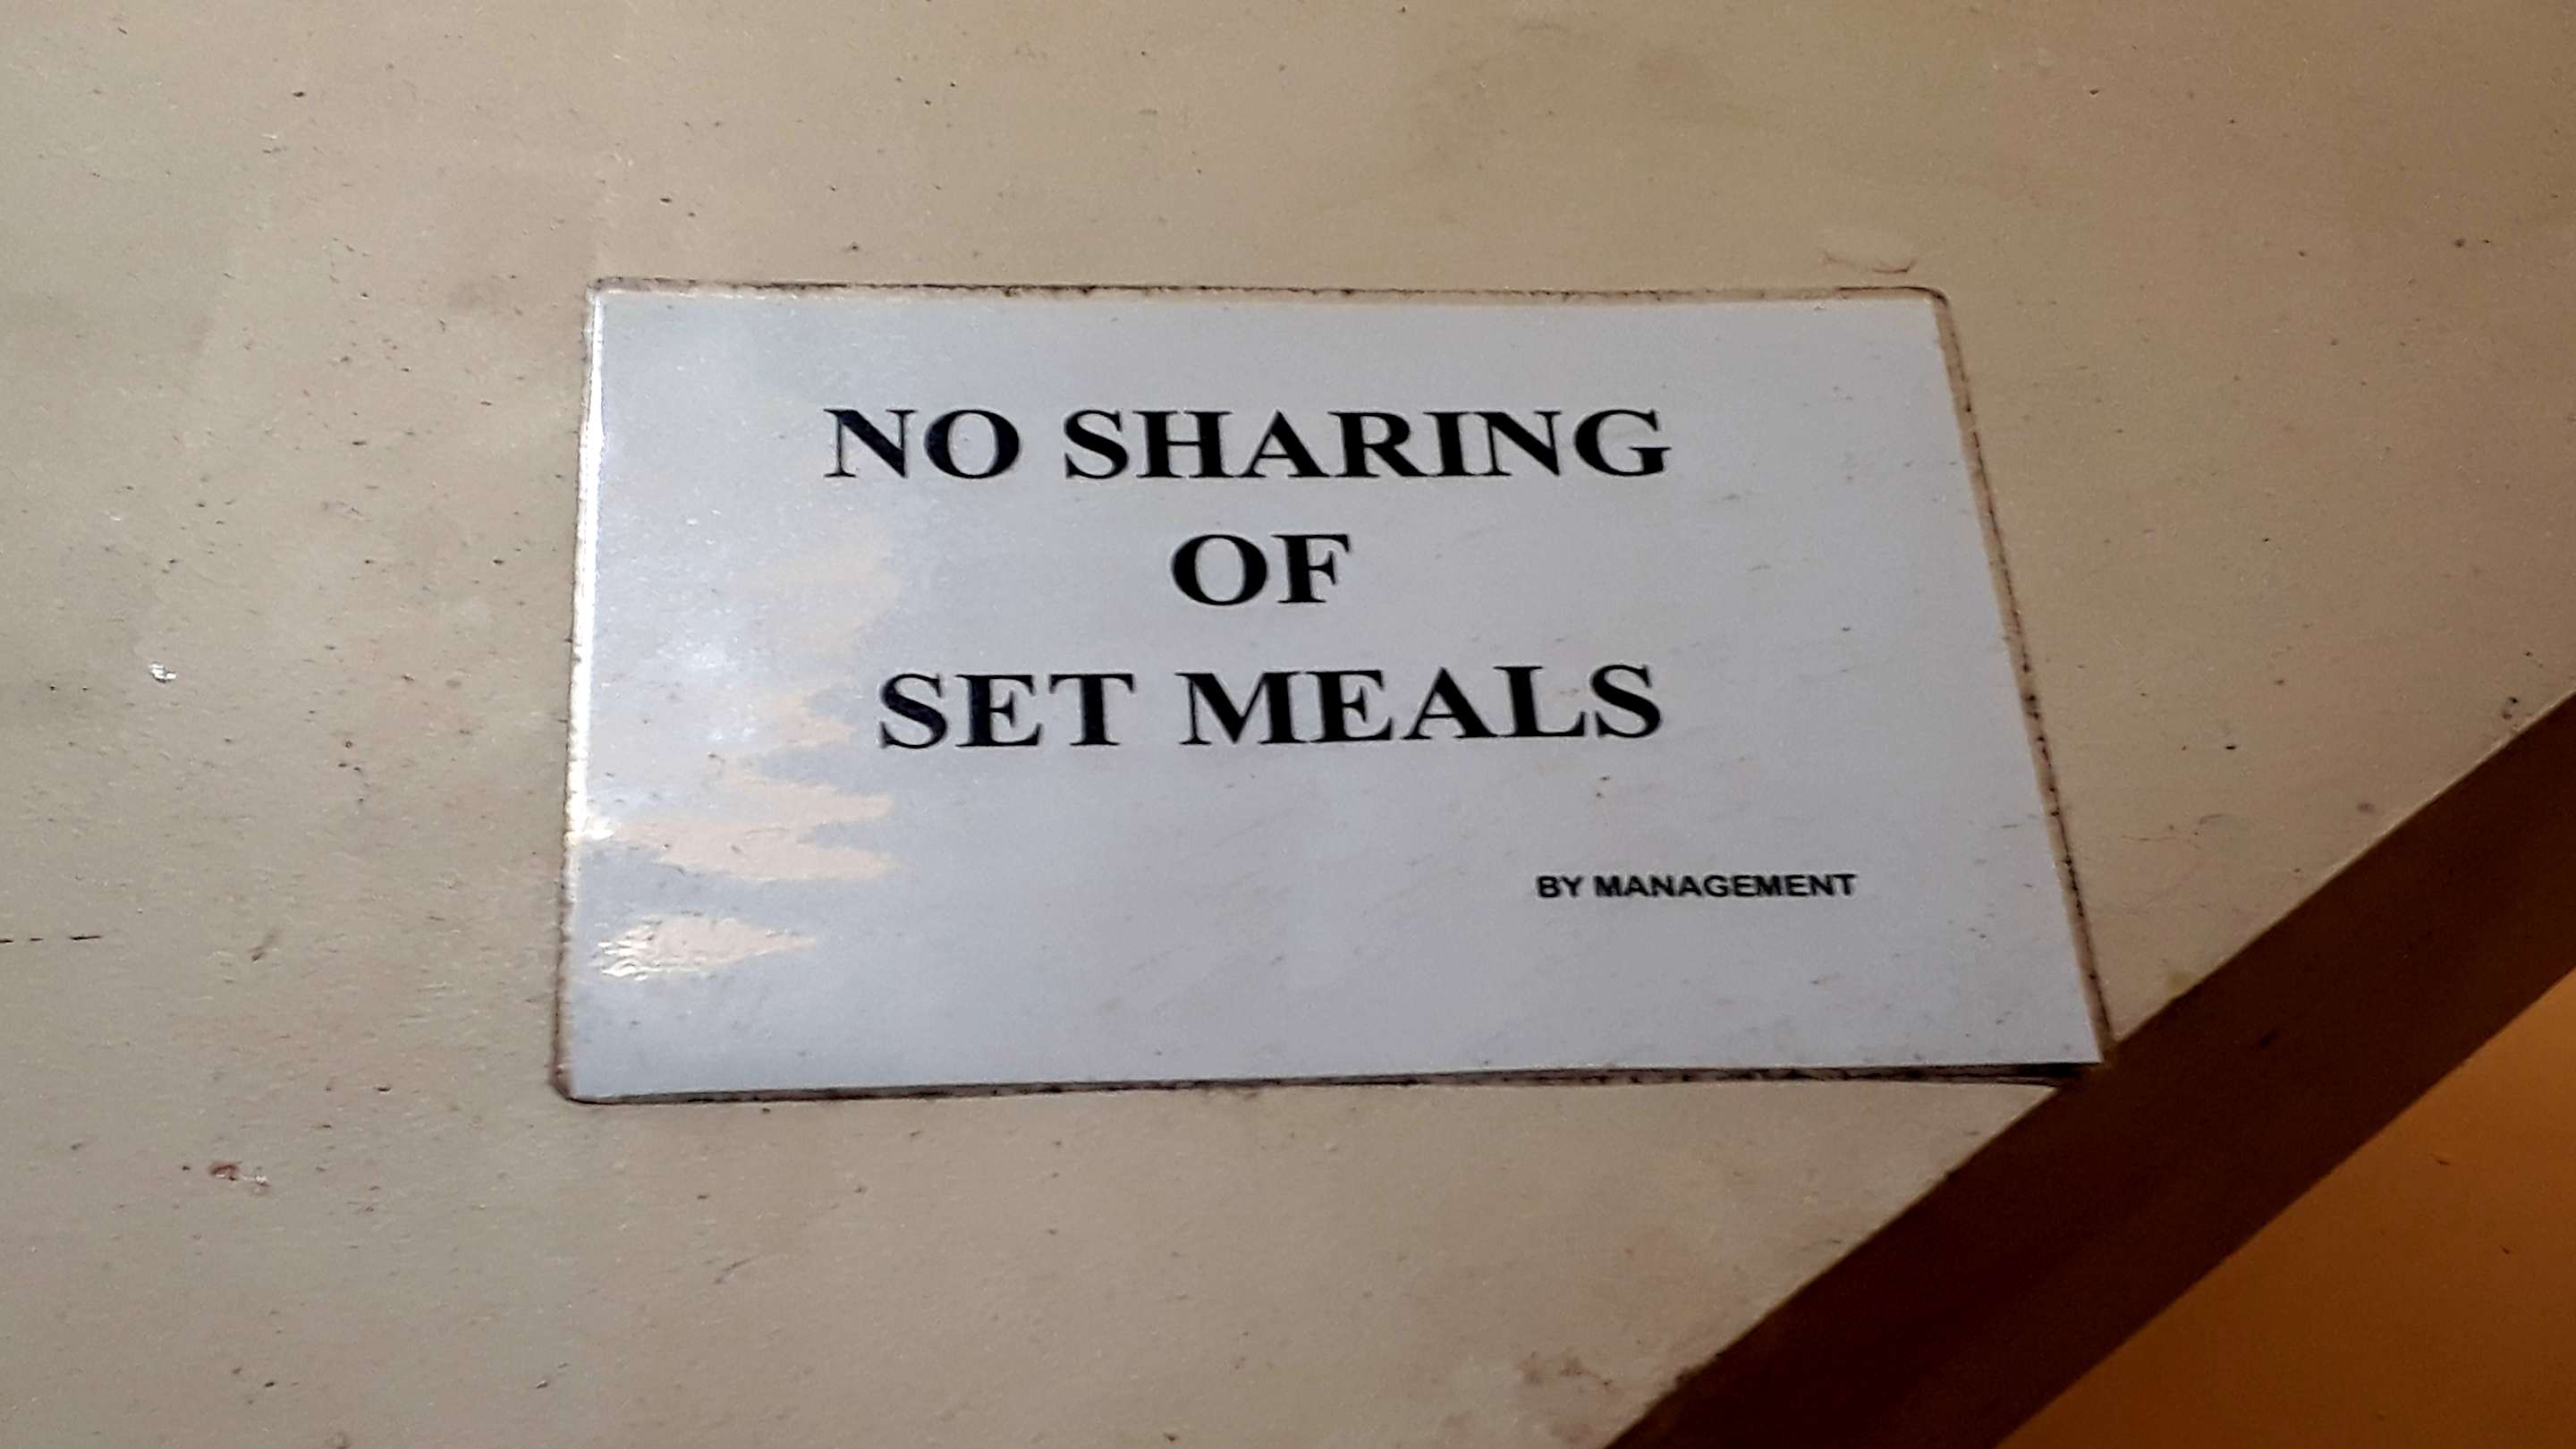 NO SHARING
OF
SET MEALS
BY MANAGEMENT